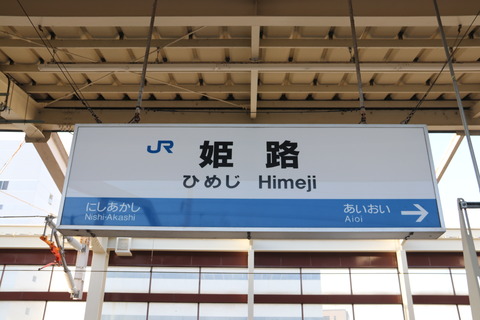 JR 姫路
ひめじ Himeji
にしあかし あいおい →
Nishi-Akashi Aioi